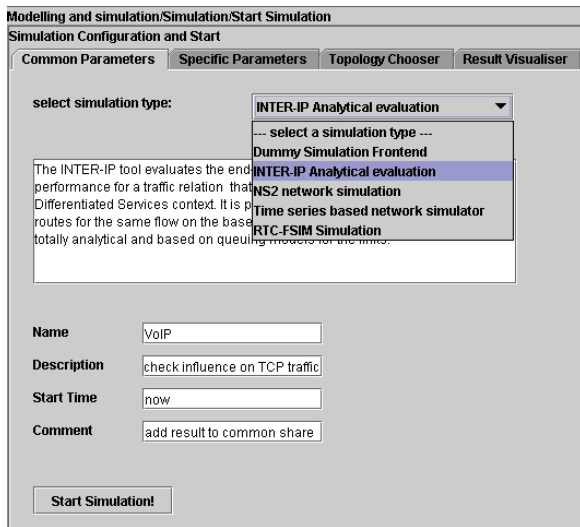 Modelling and simulation/Simulation/Start Simulation
Simulation Configuration and Start
Common Parameters Specific Parameters Topology Chooser Result Visualiser
select simulation type: INTER-IP Analytical evaluation
--- select a simulation type ---
Dummy Simulation Frontend
INTER-IP Analytical evaluation
NS2 network simulation
Time series based network simulator
RTC-FSIM Simulation
The INTER-IP tool evaluates the end
performance for a traffic relation that
Differentiated Services context. It is p
routes for the same flow on the base
totally analytical and based on queuing models for the links.
Name VoIP
Description check influence on TCP traffic
Start Time now
Comment add result to common share
Start Simulation!